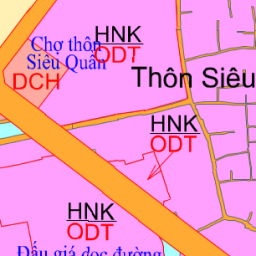 HNK
ODT
Chợ thôn
Siêu Quần
DCH
Thôn Siêu
HNK
ODT
HNK
ODT
Đấu giá dọc đường